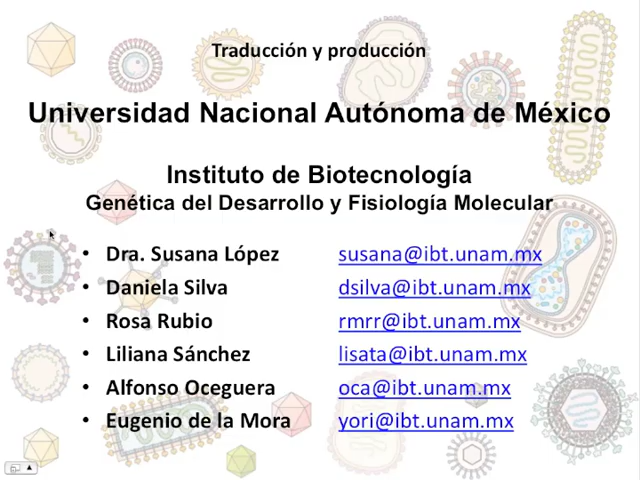 Traducción y producción
Universidad Nacional Autónoma de México
Instituto de Biotecnología
Genética del Desarrollo y Fisiología Molecular
• Dra. Susana López susana@ibt.unam.mx
• Daniela Silva dsilva@ibt.unam.mx
• Rosa Rubio rmrr@ibt.unam.mx
• Liliana Sánchez lisata@ibt.unam.mx
• Alfonso Oceguera oca@ibt.unam.mx
• Eugenio de la Mora yori@ibt.unam.mx